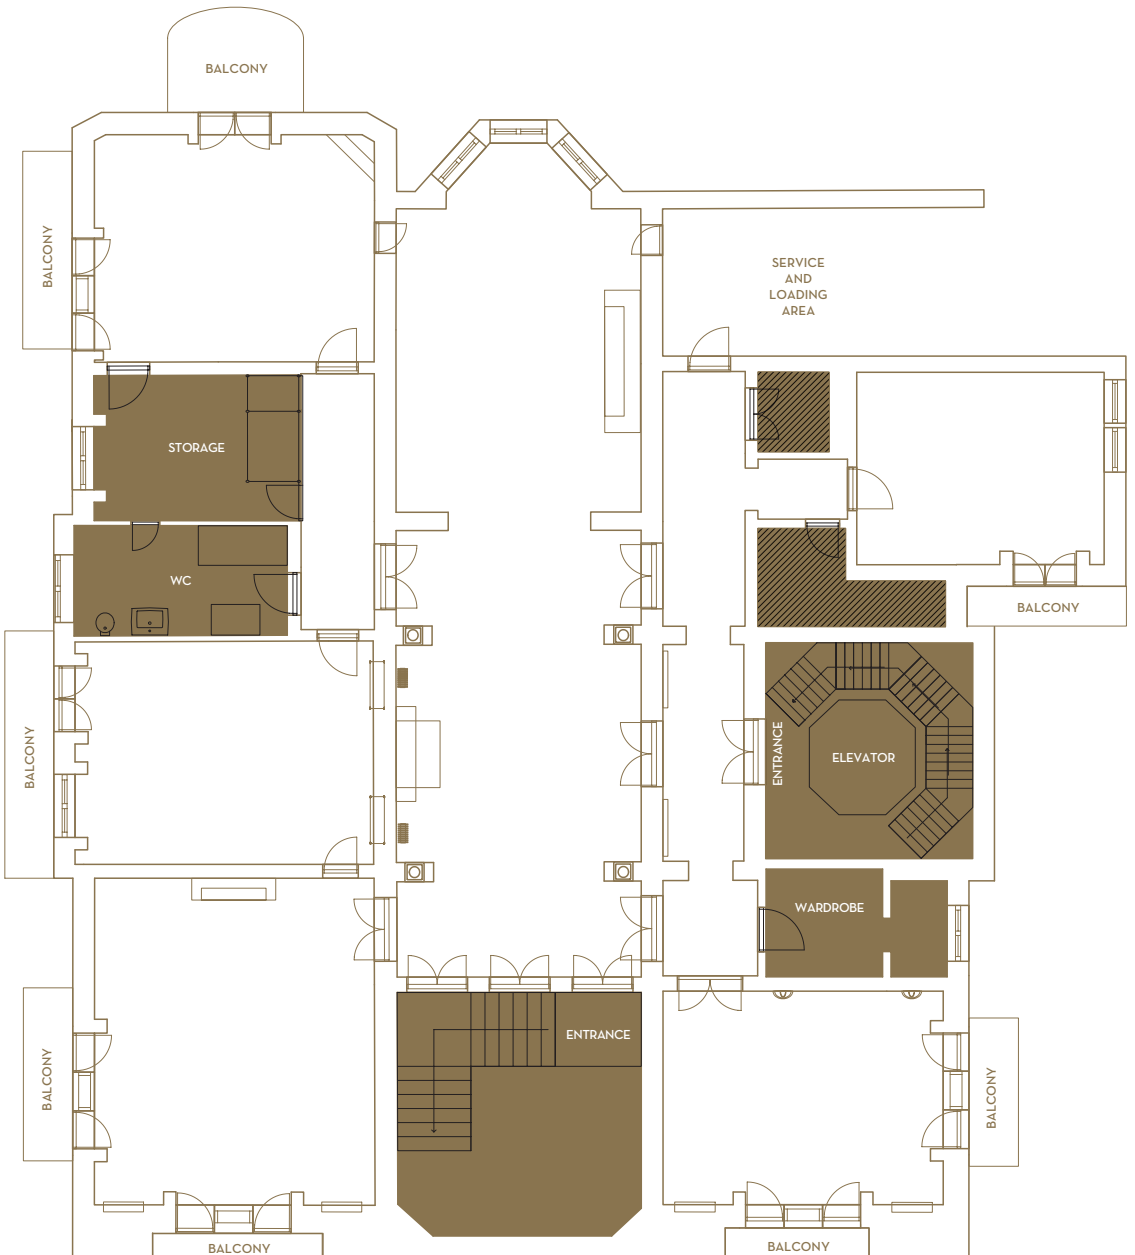 BALCONY
BALCONY
SERVICE
AND
LOADING
AREA
STORAGE
WC
BALCONY
BALCONY
ENTRANCE
ELEVATOR
WARDROBE
ENTRANCE
BALCONY
BALCONY
BALCONY
BALCONY